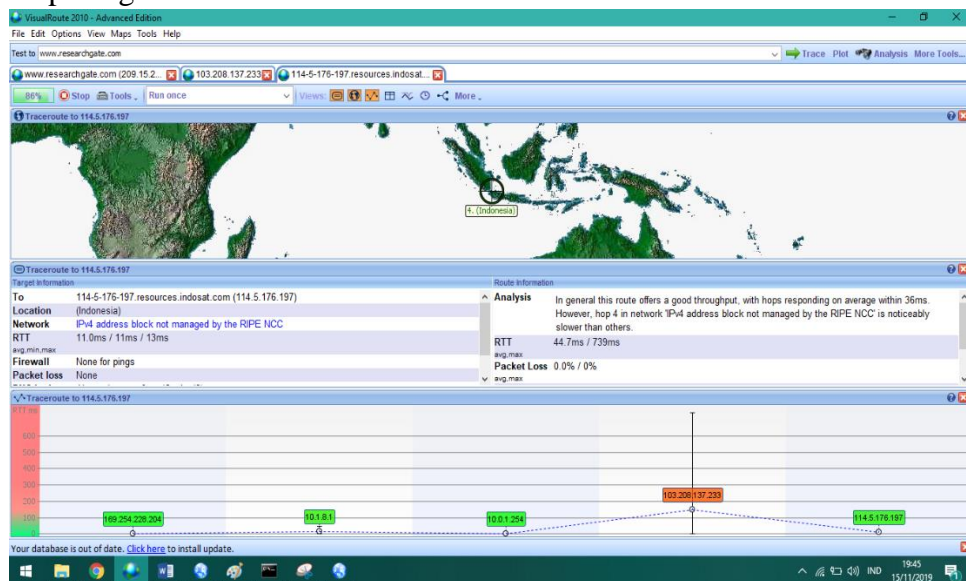 VisualRoute 2010 - Advanced Edition
File Edit Options View Maps Tools Help
Test to www.researchgate.com
Trace Plot Analysis More Tools...
www.researchgate.com (209.15.2... 103.208.137.233 114-5-176-197.resources.indosat...
86% Stop Tools Run once Views: More
Traceroute to 114.5.176.197
4. (Indonesia)
Traceroute to 114.5.176.197
Target Information
To 114-5-176-197.resources.indosat.com (114.5.176.197)
Location (Indonesia)
Network IPv4 address block not managed by the RIPE NCC
RTT 11.0ms / 11ms / 13ms
avg.min.max
Firewall None for pings
Packet loss None
Route information
Analysis In general this route offers a good throughput, with hops responding on average within 36ms.
However, hop 4 in network 'IPv4 address block not managed by the RIPE NCC' is noticeably
slower than others.
RTT 44.7ms / 739ms
avg.max
Packet Loss 0.0% / 0%
avg.max
Traceroute to 114.5.176.197
RTT ms
600
500
400
300
200
100
0
169.254.228.204
10.1.8.1
10.0.1.254
103.208.137.233
114.5.176.197
Your database is out of date. Click here to install update.
IND 19:45
15/11/2019